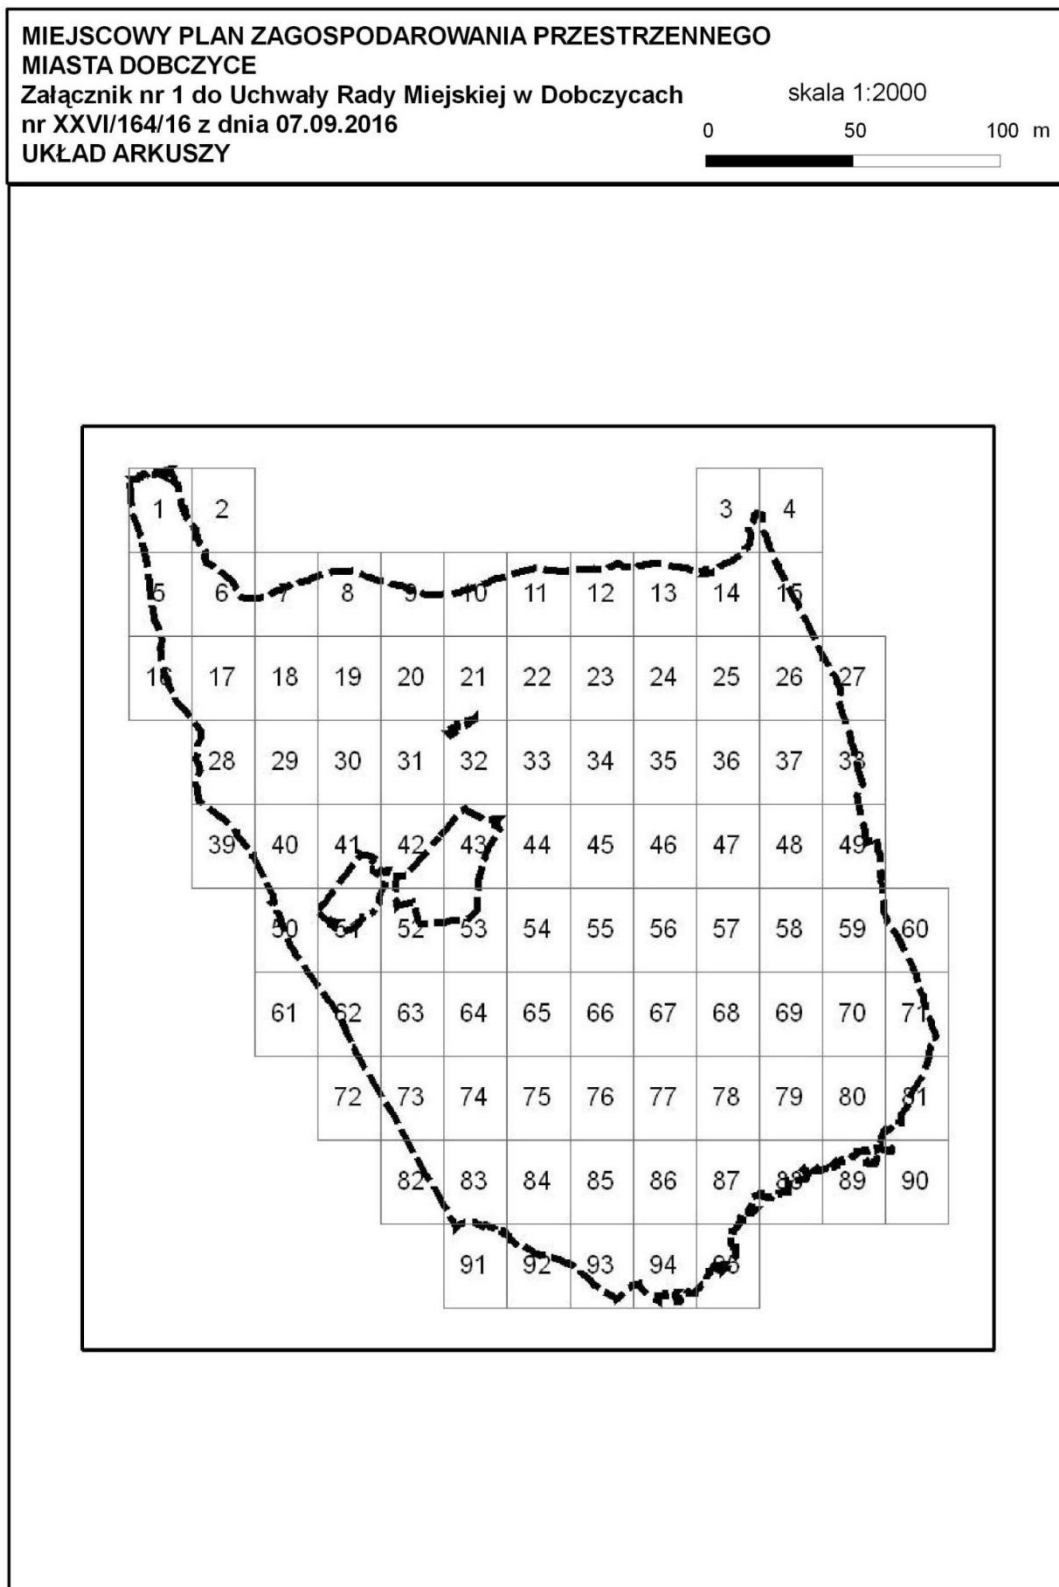 MIEJSCOWY PLAN ZAGOSPODAROWANIA PRZESTRZENNEGO
MIASTA DOBCZYCE
Załącznik nr 1 do Uchwały Rady Miejskiej w Dobczycach
nr XXVI/164/16 z dnia 07.09.2016
UKŁAD ARKUSZY
skala 1:2000
0 50 100 m
1 2 3 4
5 6 7 8 9 10 11 12 13 14 15
16 17 18 19 20 21 22 23 24 25 26 27
28 29 30 31 32 33 34 35 36 37 38
39 40 41 42 43 44 45 46 47 48 49
50 51 52 53 54 55 56 57 58 59 60
61 62 63 64 65 66 67 68 69 70 71
72 73 74 75 76 77 78 79 80 81
82 83 84 85 86 87 88 89 90
91 92 93 94 95